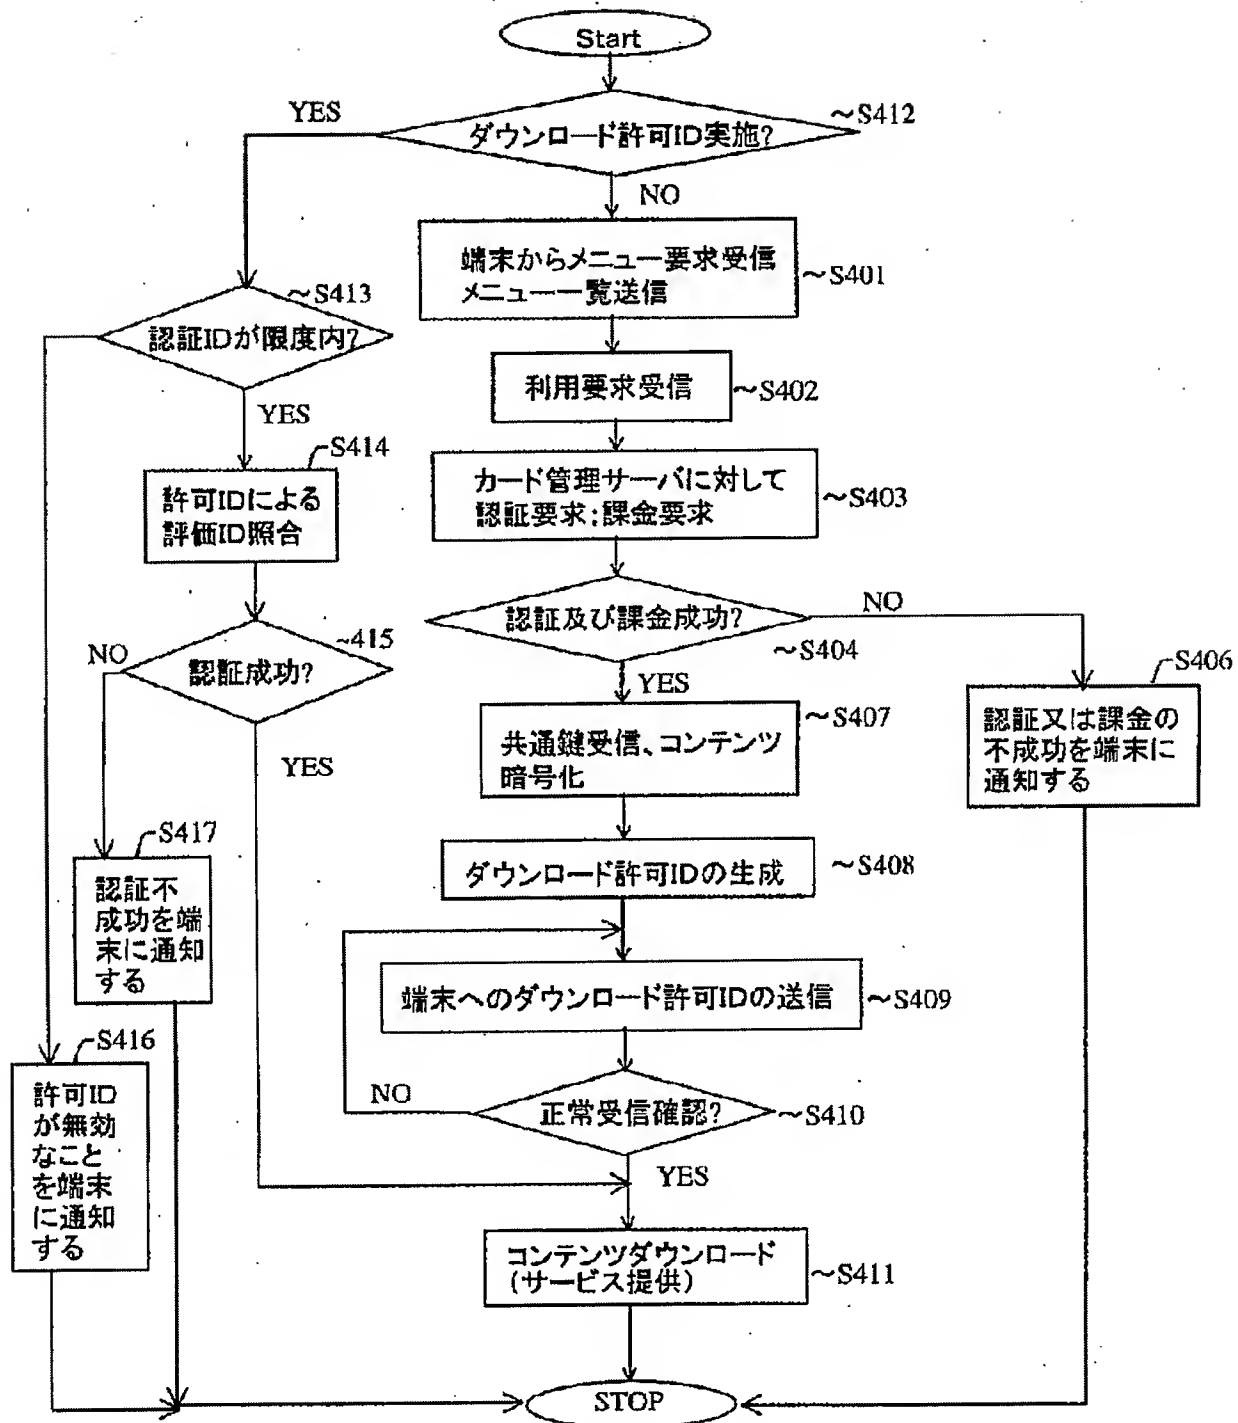 Start
YES
ダウンロード許可ID実施?
~S412
NO
端末からメニュー要求受信
メニュー一覧送信
~S401
~S413
認証IDが限度内?
利用要求受信
~S402
YES
S414
許可IDによる
評価ID照合
カード管理サーバに対して
認証要求:課金要求
~S403
認証及び課金成功?
NO
~S404
~415
NO
認証成功?
YES
S406
認証又は課金の
不成功を端末に
通知する
~S407
共通鍵受信、コンテンツ
暗号化
YES
S417
認証不
成功を端
末に通知
する
ダウンロード許可IDの生成
~S408
端末へのダウンロード許可IDの送信
~S409
S416
許可ID
が無効
なこと
を端末
に通知
する
NO
正常受信確認?
~S410
YES
コンテンツダウンロード
(サービス提供)
~S411
STOP